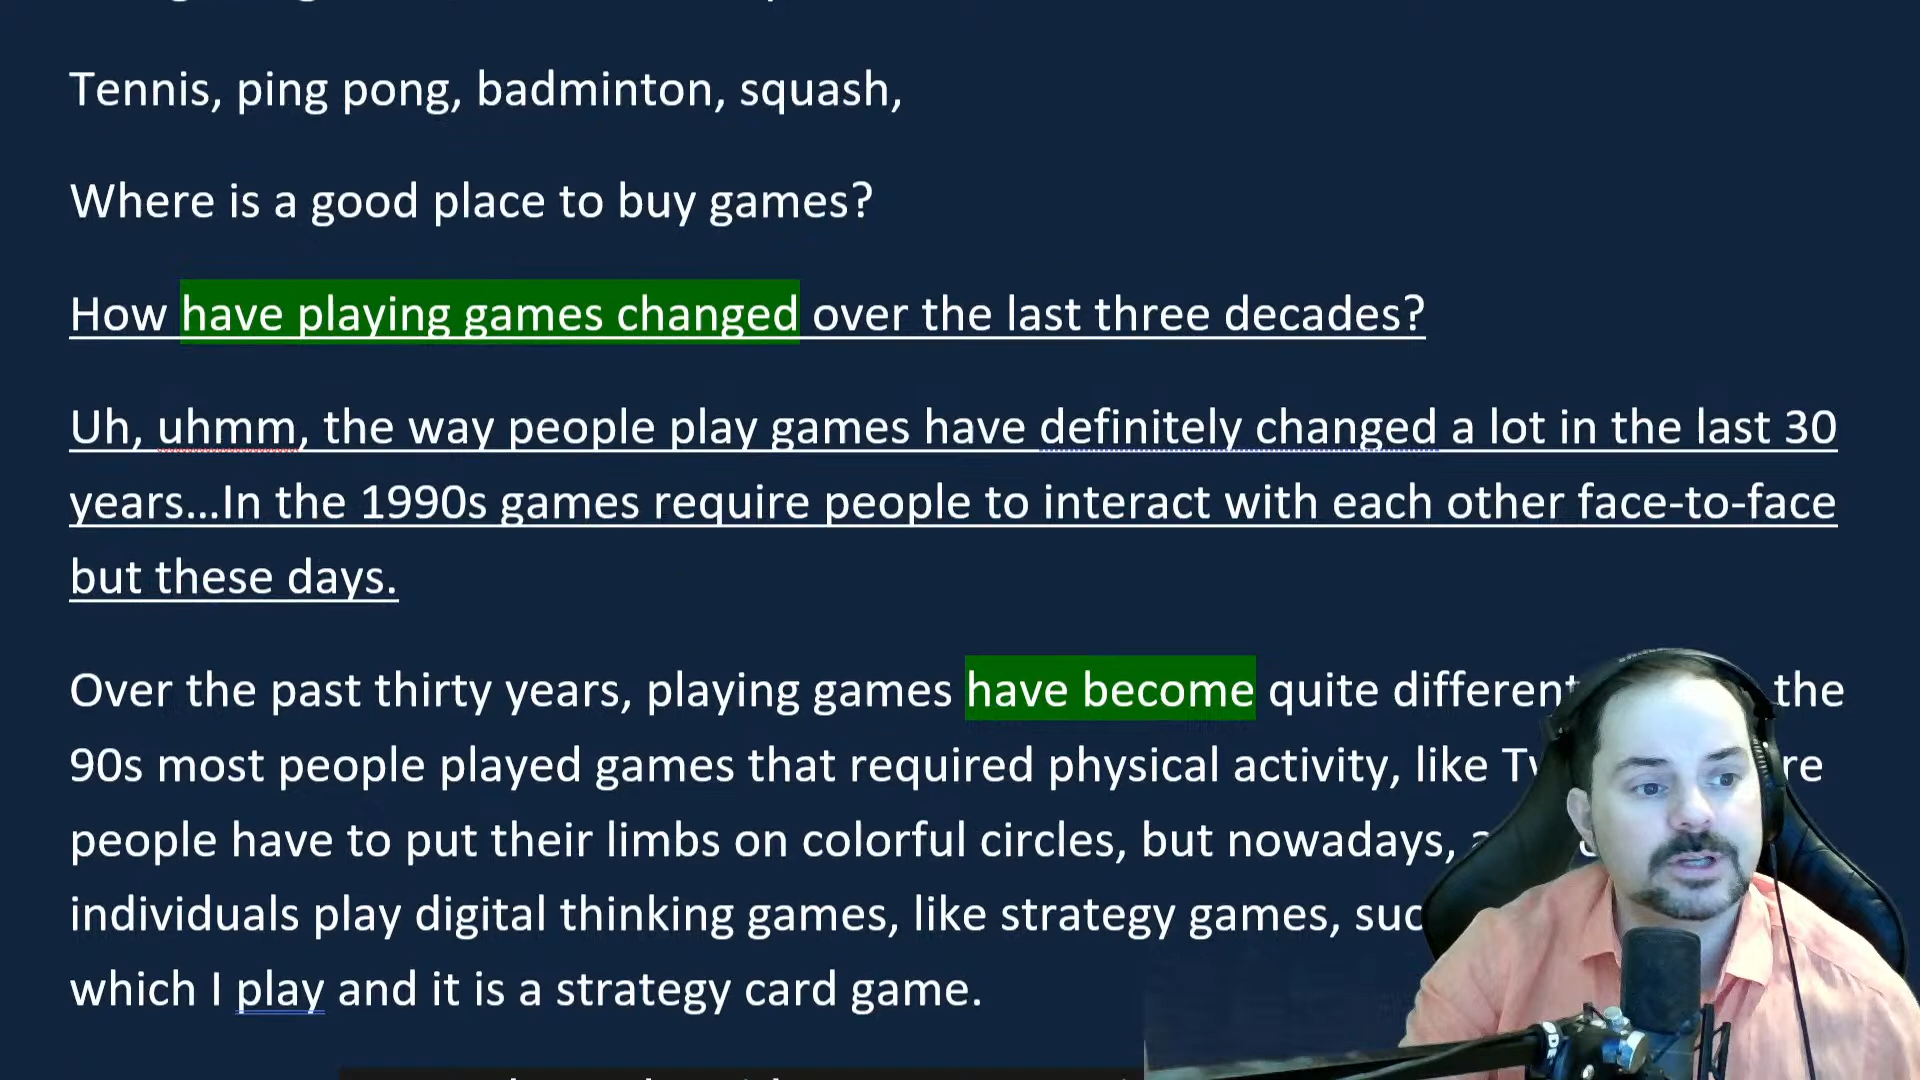 Tennis, ping pong, badminton, squash,
Where is a good place to buy games?
How have playing games changed over the last three decades?
Uh, uhmm, the way people play games have definitely changed a lot in the last 30
years...In the 1990s games require people to interact with each other face-to-face
but these days.
Over the past thirty years, playing games have become quite different the
90s most people played games that required physical activity, like
people have to put their limbs on colorful circles, but nowadays,
individuals play digital thinking games, like strategy games,
which I play and it is a strategy card game.